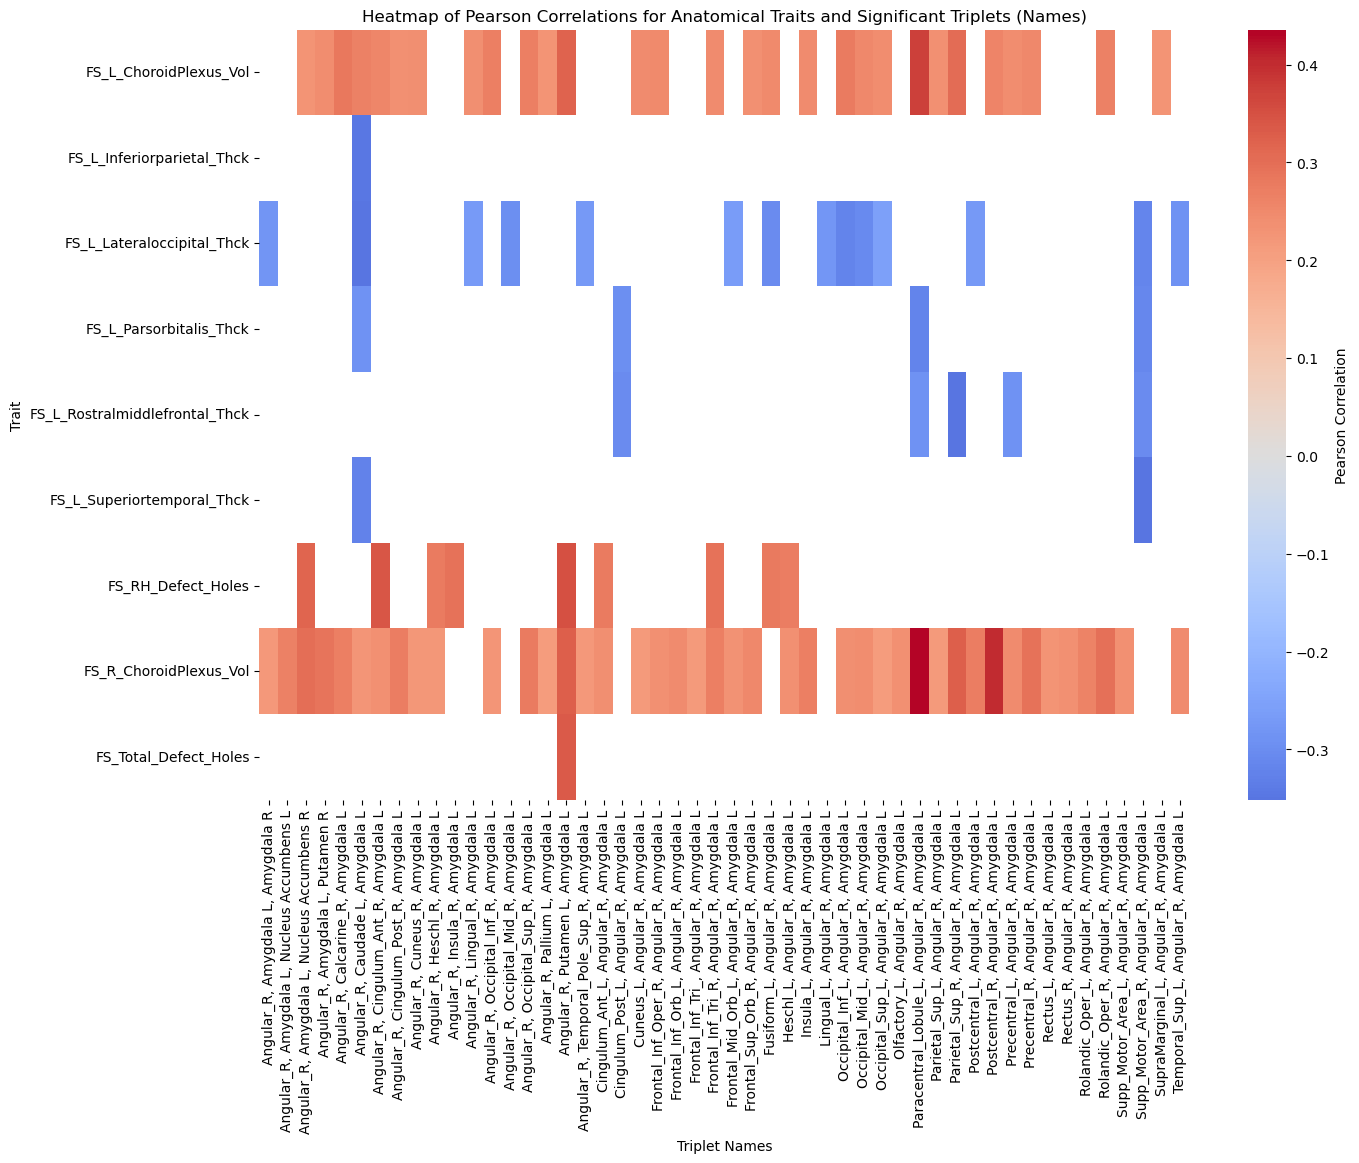 Heatmap of Pearson Correlations for Anatomical Traits and Significant Triplets (Names)
Trait
FS_L_ChoroidPlexus_Vol
FS_L_Inferiorparietal_Thck
FS_L_Lateraloccipital_Thck
FS_L_Parsorbitalis_Thck
FS_L_Rostralmiddlefrontal_Thck
FS_L_Superiortemporal_Thck
FS_RH_Defect_Holes
FS_R_ChoroidPlexus_Vol
FS_Total_Defect_Holes
Angular_R, Amygdala L, Amygdala R
Angular_R, Amygdala L, Nucleus Accumbens L
Angular_R, Amygdala L, Nucleus Accumbens R
Angular_R, Amygdala L, Putamen R
Angular_R, Calcarine_R, Amygdala L
Angular_R, Caudade L, Amygdala L
Angular_R, Cingulum_Ant_R, Amygdala L
Angular_R, Cingulum_Post_R, Amygdala L
Angular_R, Cuneus_R, Amygdala L
Angular_R, Heschl_R, Amygdala L
Angular_R, Insula_R, Amygdala L
Angular_R, Lingual_R, Amygdala L
Angular_R, Occipital_Inf_R, Amygdala L
Angular_R, Occipital_Mid_R, Amygdala L
Angular_R, Occipital_Sup_R, Amygdala L
Angular_R, Pallium L, Amygdala L
Angular_R, Putamen L, Amygdala L
Angular_R, Temporal_Pole_Sup_R, Amygdala L
Cingulum_Ant_L, Angular_R, Amygdala L
Cingulum_Post_L, Angular_R, Amygdala L
Cuneus_L, Angular_R, Amygdala L
Frontal_Inf_Oper_R, Angular_R, Amygdala L
Frontal_Inf_Orb_L, Angular_R, Amygdala L
Frontal_Inf_Tri_, Angular_R, Amygdala L
Frontal_Inf_Tri_R, Angular_R, Amygdala L
Frontal_Mid_Orb_L, Angular_R, Amygdala L
Frontal_Sup_Orb_R, Angular_R, Amygdala L
Fusiform_L, Angular_R, Amygdala L
Heschl_L, Angular_R, Amygdala L
Insula_L, Angular_R, Amygdala L
Lingual_L, Angular_R, Amygdala L
Occipital_Inf_L, Angular_R, Amygdala L
Occipital_Mid_L, Angular_R, Amygdala L
Occipital_Sup_L, Angular_R, Amygdala L
Olfactory_L, Angular_R, Amygdala L
Paracentral_Lobule_L, Angular_R, Amygdala L
Parietal_Sup_L, Angular_R, Amygdala L
Parietal_Sup_R, Angular_R, Amygdala L
Postcentral_L, Angular_R, Amygdala L
Postcentral_R, Angular_R, Amygdala L
Precentral_L, Angular_R, Amygdala L
Precentral_R, Angular_R, Amygdala L
Rectus_L, Angular_R, Amygdala L
Rectus_R, Angular_R, Amygdala L
Rolandic_Oper_L, Angular_R, Amygdala L
Rolandic_Oper_R, Angular_R, Amygdala L
Supp_Motor_Area_L, Angular_R, Amygdala L
Supp_Motor_Area_R, Angular_R, Amygdala L
SupraMarginal_L, Angular_R, Amygdala L
Temporal_Sup_L, Angular_R, Amygdala L
Triplet Names
0.4
0.3
0.2
0.1
0.0
−0.1
−0.2
−0.3
Pearson Correlation